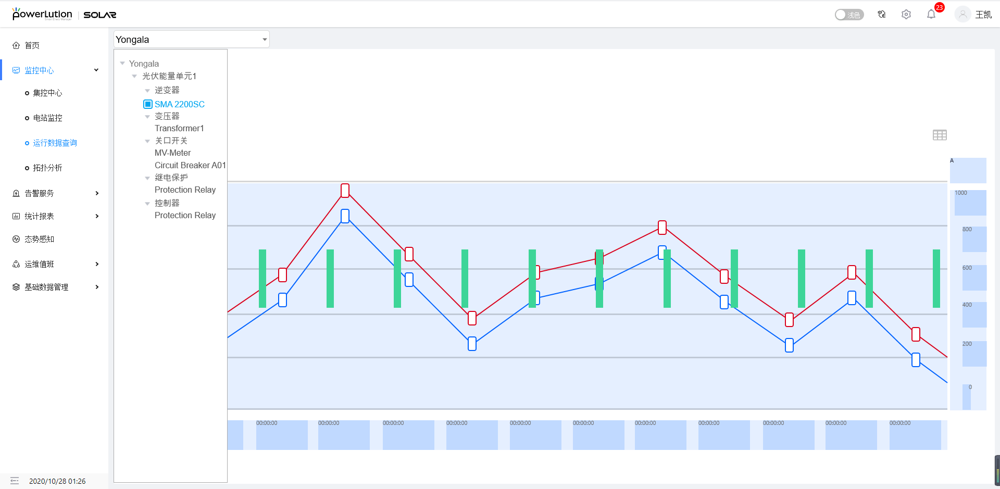 powerLution
SOLAR
浅色
23
王凯
首页
监控中心
集控中心
电站监控
运行数据查询
拓扑分析
告警服务
统计报表
态势感知
运维值班
基础数据管理
2020/10/28 01:26
Yongala
Yongala
光伏能量单元1
逆变器
SMA 2200SC
变压器
Transformer1
关口开关
MV-Meter
Circuit Breaker A01
继电保护
Protection Relay
控制器
Protection Relay
A
1000
800
600
400
200
0
00:00:00
00:00:00
00:00:00
00:00:00
00:00:00
00:00:00
00:00:00
00:00:00
00:00:00
00:00:00
00:00:00